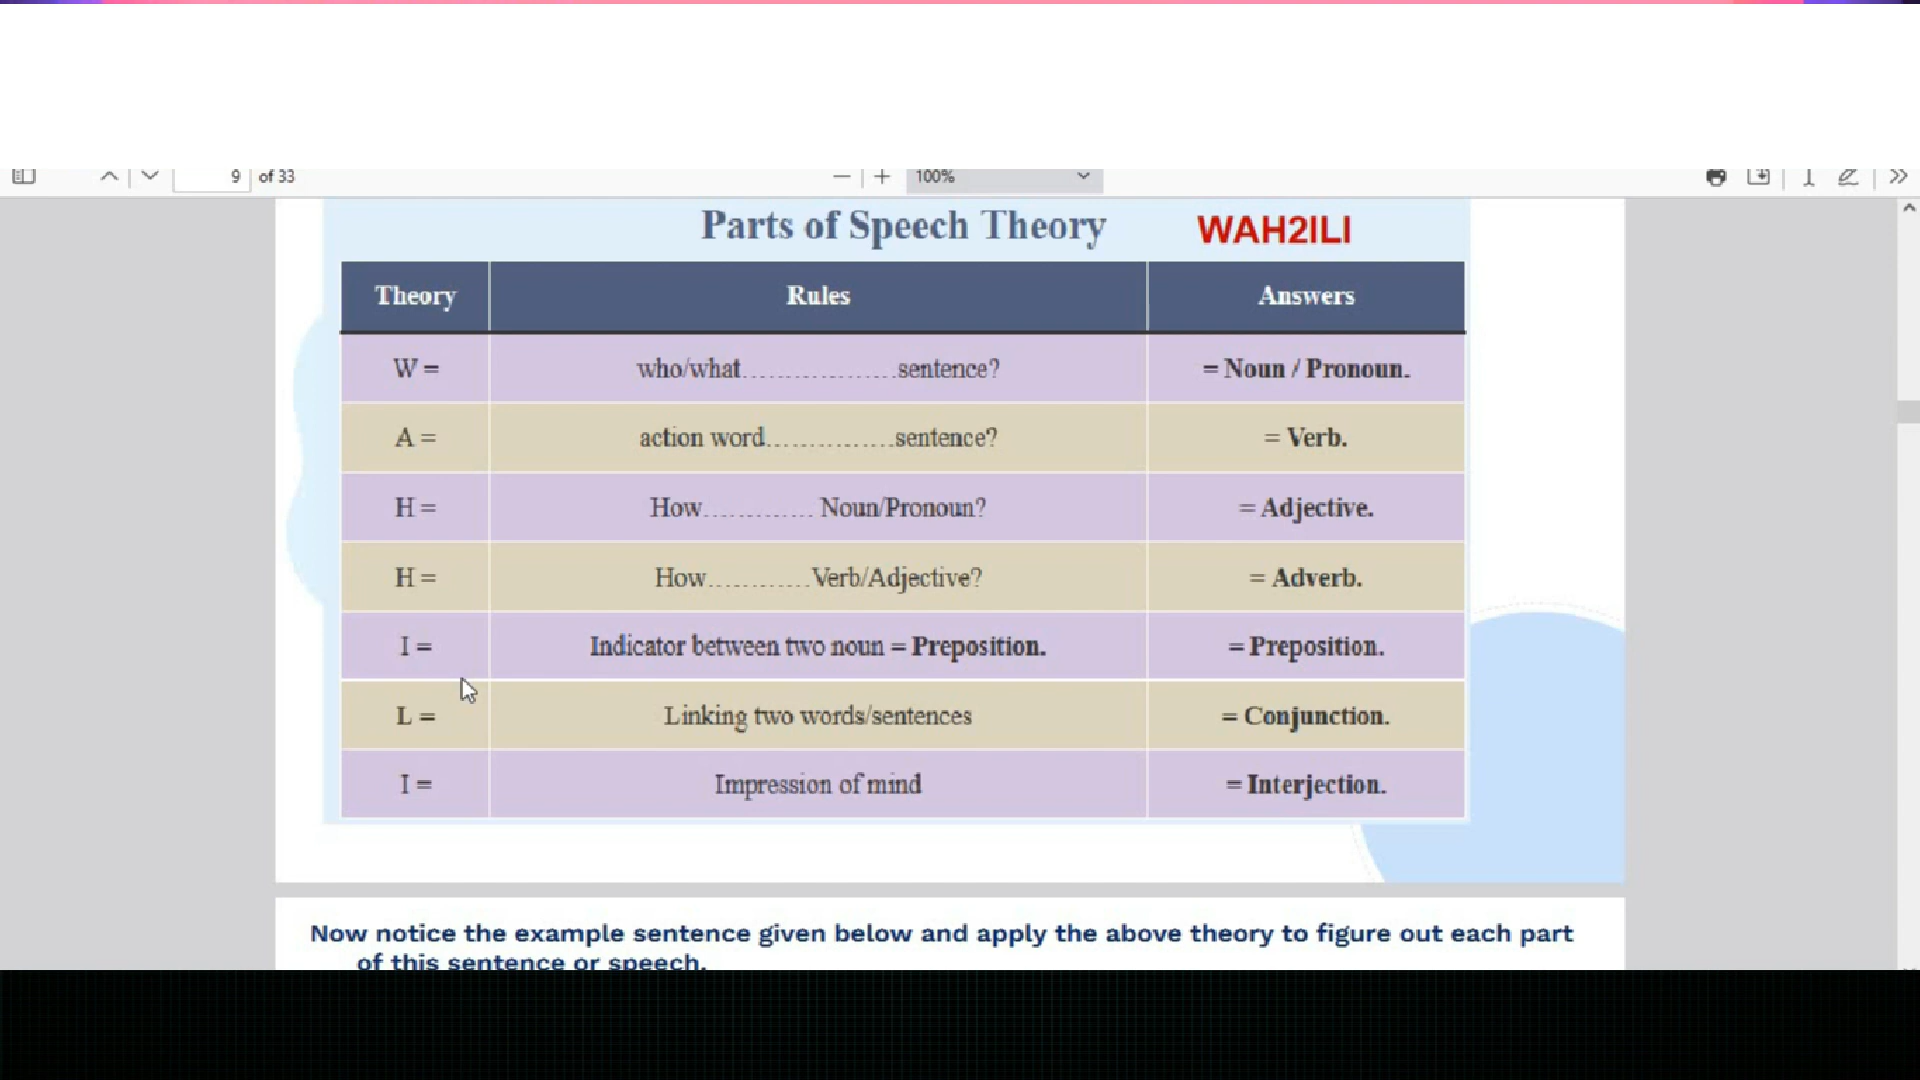 9 of 33
100%
Parts of Speech Theory WAH2ILI
Theory Rules Answers
W = who/what..................sentence? = Noun / Pronoun.
A = action word...............sentence? = Verb.
H = How............. Noun/Pronoun? = Adjective.
H = How............Verb/Adjective? = Adverb.
I = Indicator between two noun = Preposition. = Preposition.
L = Linking two words/sentences = Conjunction.
I = Impression of mind = Interjection.
Now notice the example sentence given below and apply the above theory to figure out each part
of this sentence or speech.